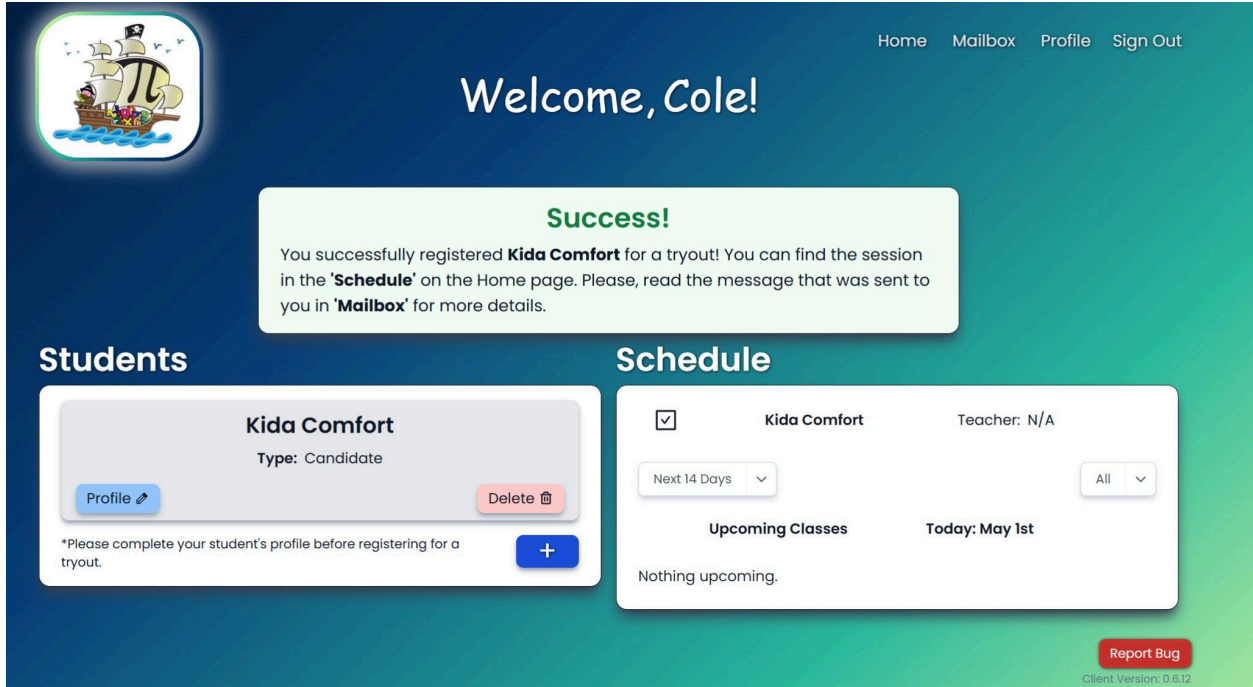 Home Mailbox Profile Sign Out
Welcome, Cole!
Success!
You successfully registered Kida Comfort for a tryout! You can find the session
in the 'Schedule' on the Home page. Please, read the message that was sent to
you in 'Mailbox' for more details.
Students
Kida Comfort
Type: Candidate
Profile
Delete
*Please complete your student's profile before registering for a
tryout.
+
Schedule
Kida Comfort Teacher: N/A
Next 14 Days
All
Upcoming Classes Today: May 1st
Nothing upcoming.
Report Bug
Client Version: 0.6.12